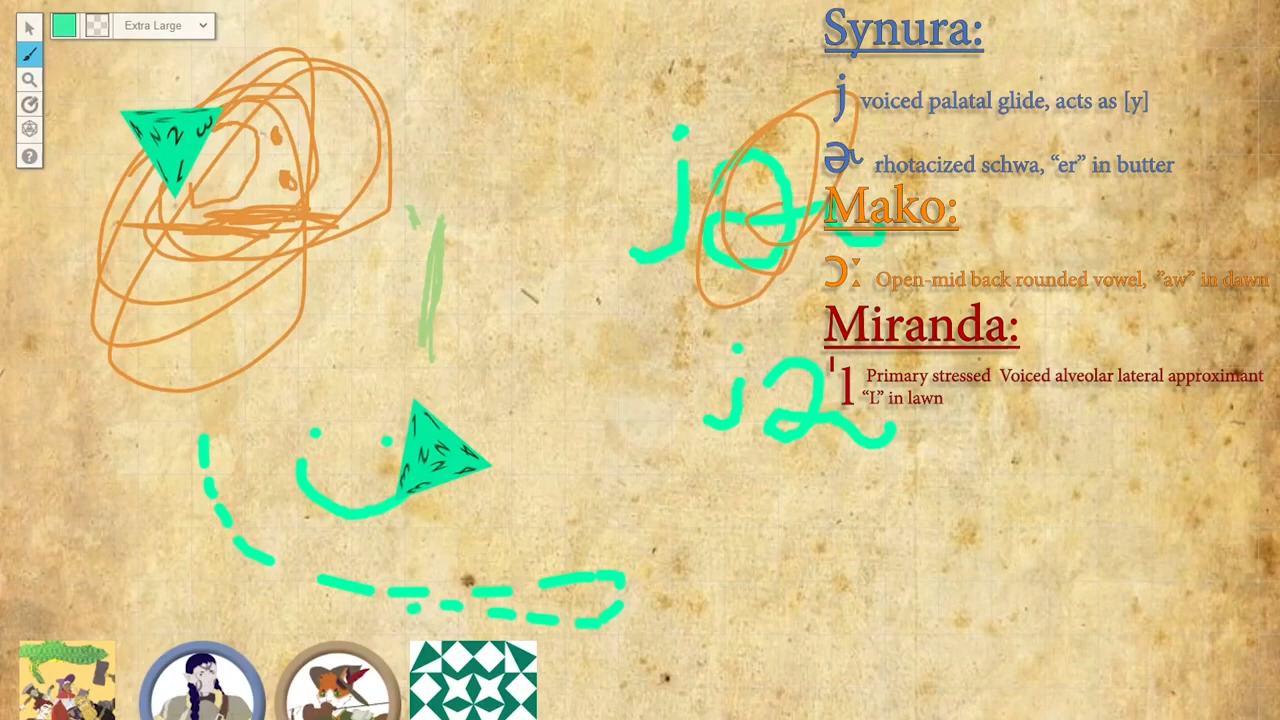 Extra Large
Synura:
j voiced palatal glide, acts as [y]
ɚ rhotacized schwa, “er” in butter
Mako:
ɔː Open-mid back rounded vowel, ”aw” in dawn
Miranda:
ˈl Primary stressed Voiced alveolar lateral approximant
“L” in lawn